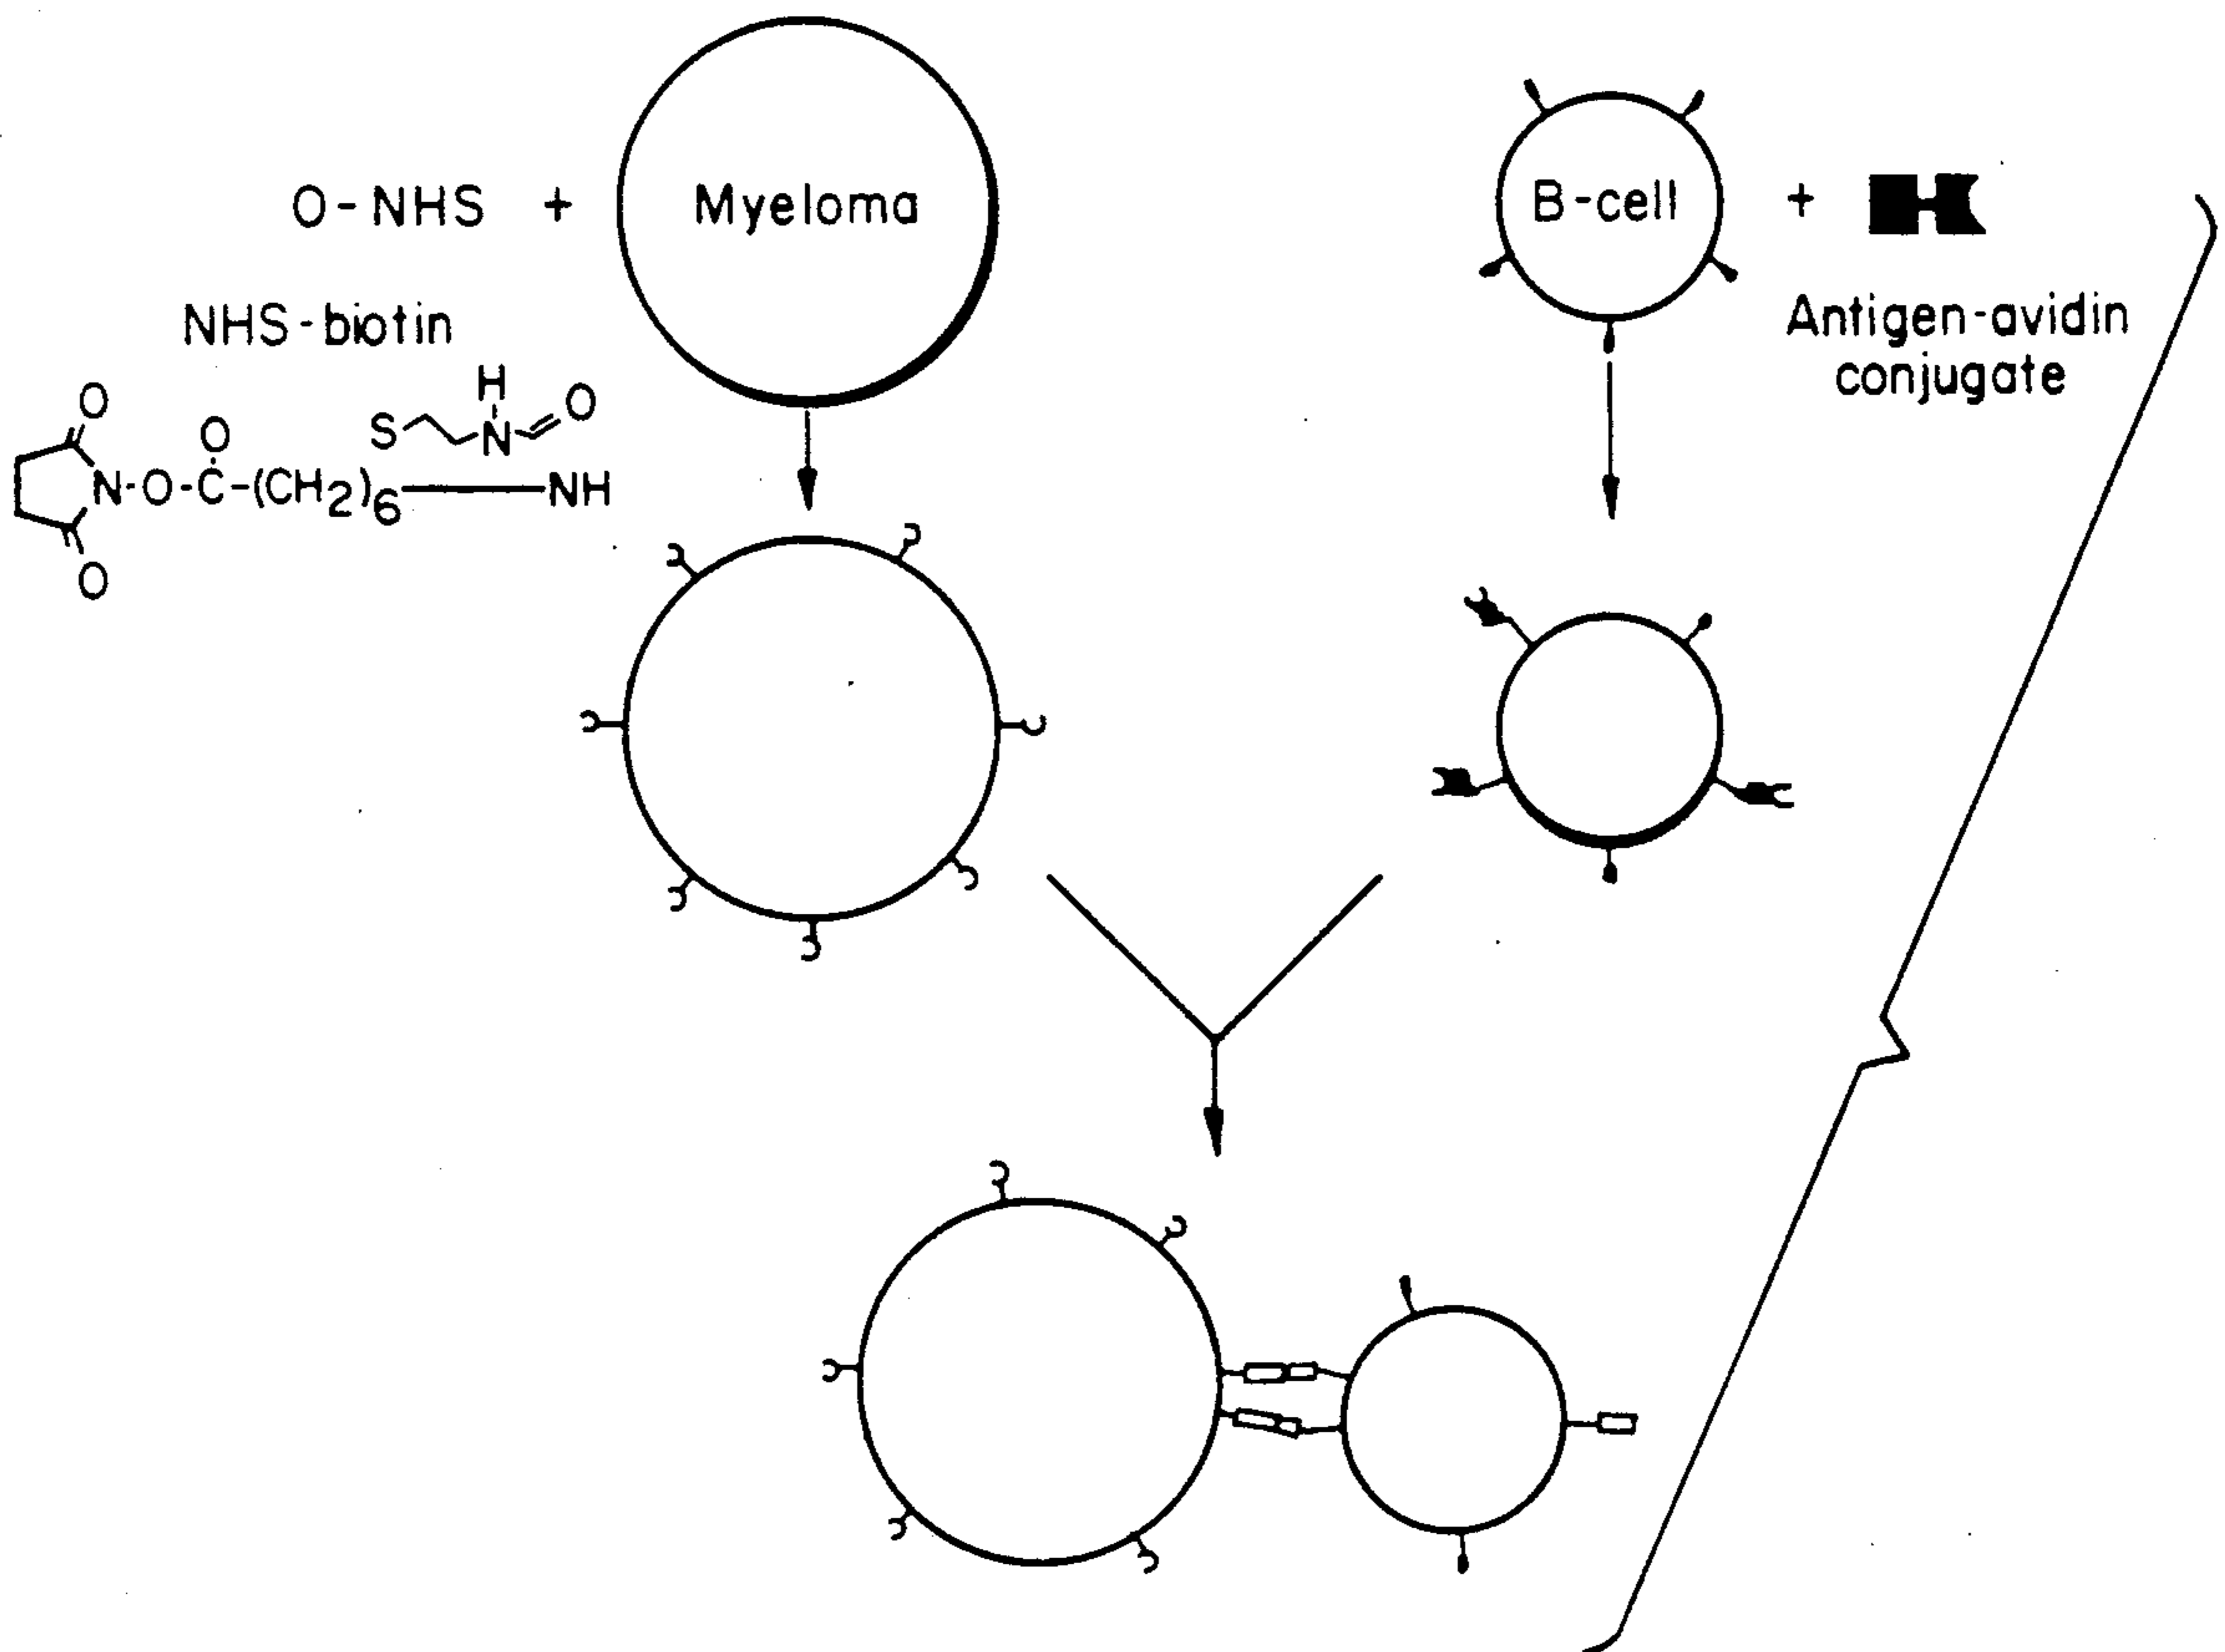 O-NHS + Myeloma
B-cell +
NHS-biotin
Antigen-avidin
conjugate
O
O
S
H
N
O
N-O-C-(CH2)6
NH
O